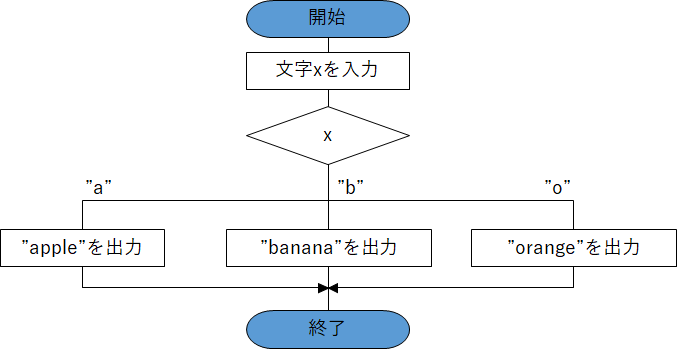 開始
文字xを入力
x
”a”
”b”
”o”
”apple”を出力
”banana”を出力
”orange”を出力
終了